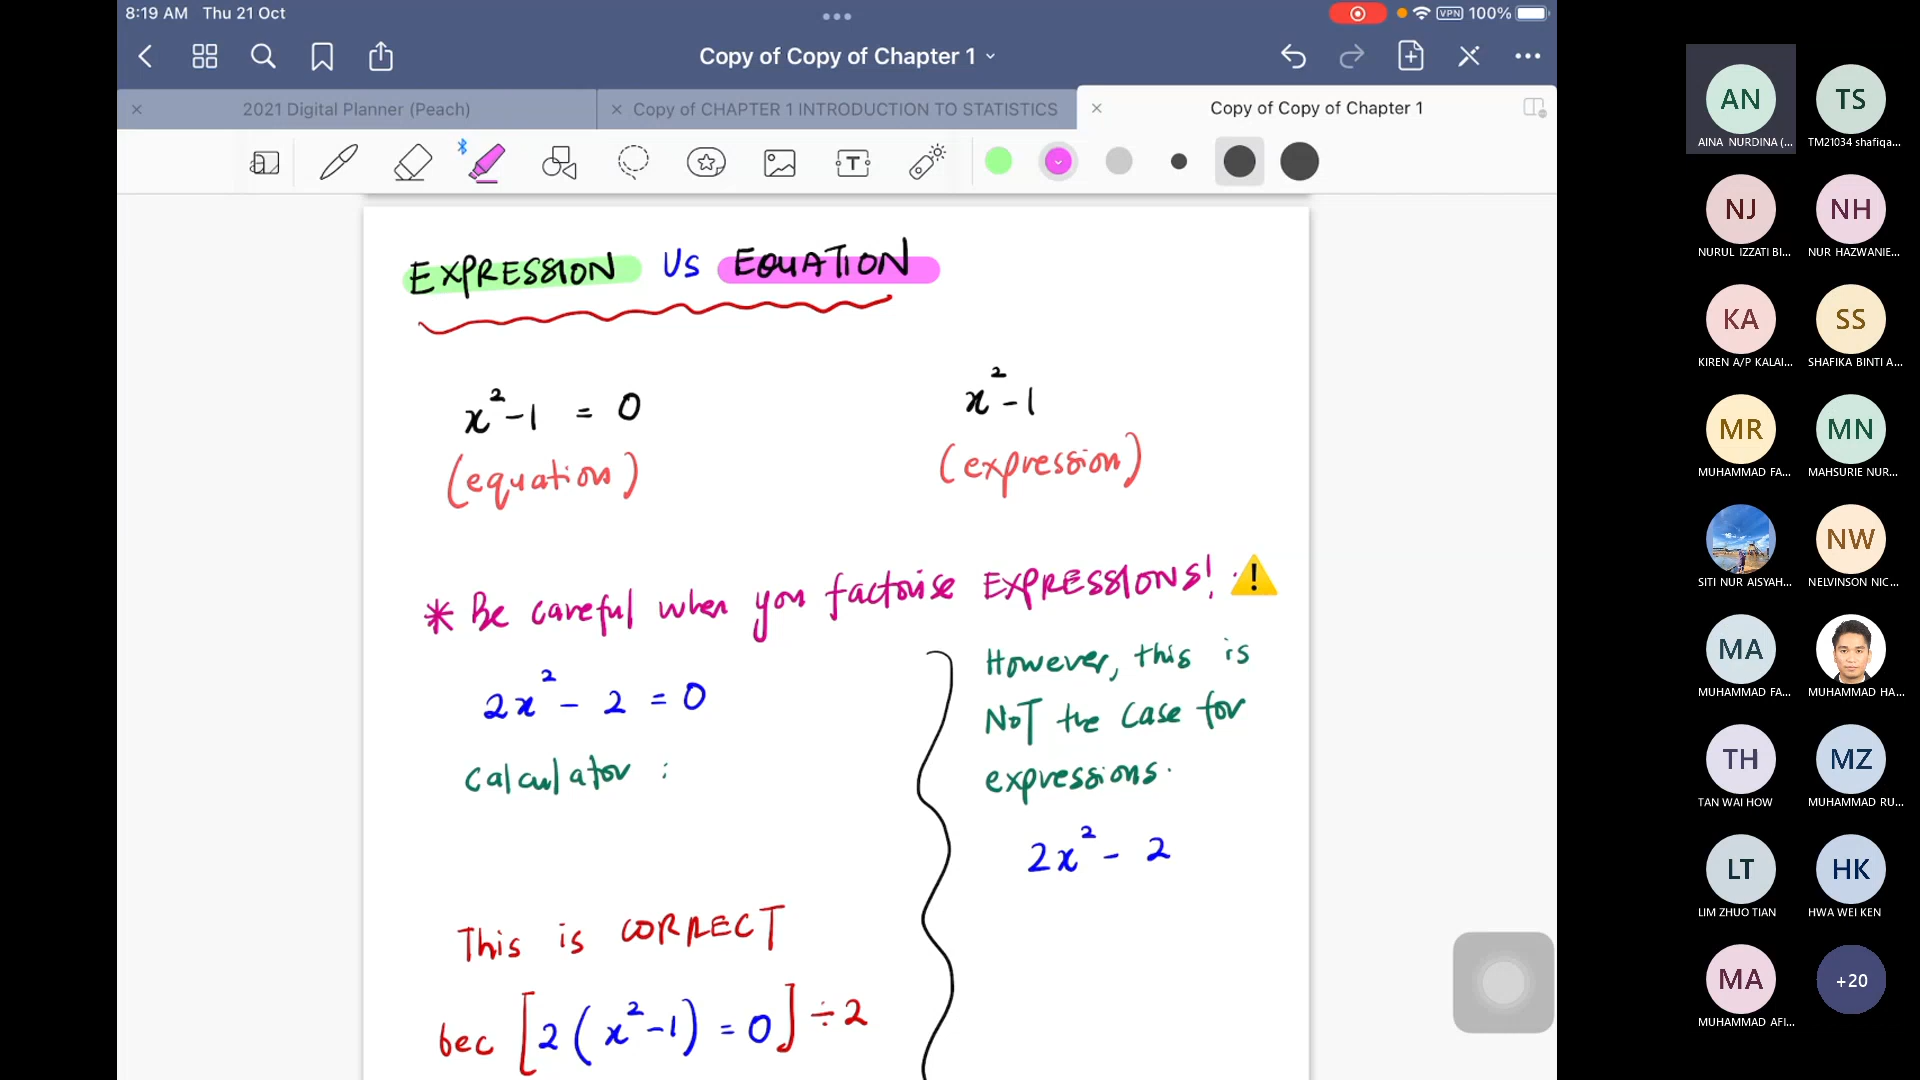 8:19 AM Thu 21 Oct
VPN 100%
Copy of Copy of Chapter 1
2021 Digital Planner (Peach)
Copy of CHAPTER 1 INTRODUCTION TO STATISTICS
Copy of Copy of Chapter 1
EXPRESSION Vs EQUATION
x² - 1 = 0
x² - 1
(equation)
(expression)
* Be careful when you factorise EXPRESSIONS!
2x² - 2 = 0
calculator :
This is CORRECT
bec [2(x² - 1) = 0] ÷ 2
However, this is
NOT the case for
expressions.
2x² - 2
AN
AINA NURDINA (...
TS
TM21034 shafiqa...
NJ
NURUL IZZATI BI...
NH
NUR HAZWANIE...
KA
KIREN A/P KALAI...
SS
SHAFIKA BINTI A...
MR
MUHAMMAD FA...
MN
MAHSURIE NUR...
SITI NUR AISYAH...
NW
NELVINSON NIC...
MA
MUHAMMAD FA...
MUHAMMAD HA...
TH
TAN WAI HOW
MZ
MUHAMMAD RU...
LT
LIM ZHUO TIAN
HK
HWA WEI KEN
MA
MUHAMMAD AFI...
+20